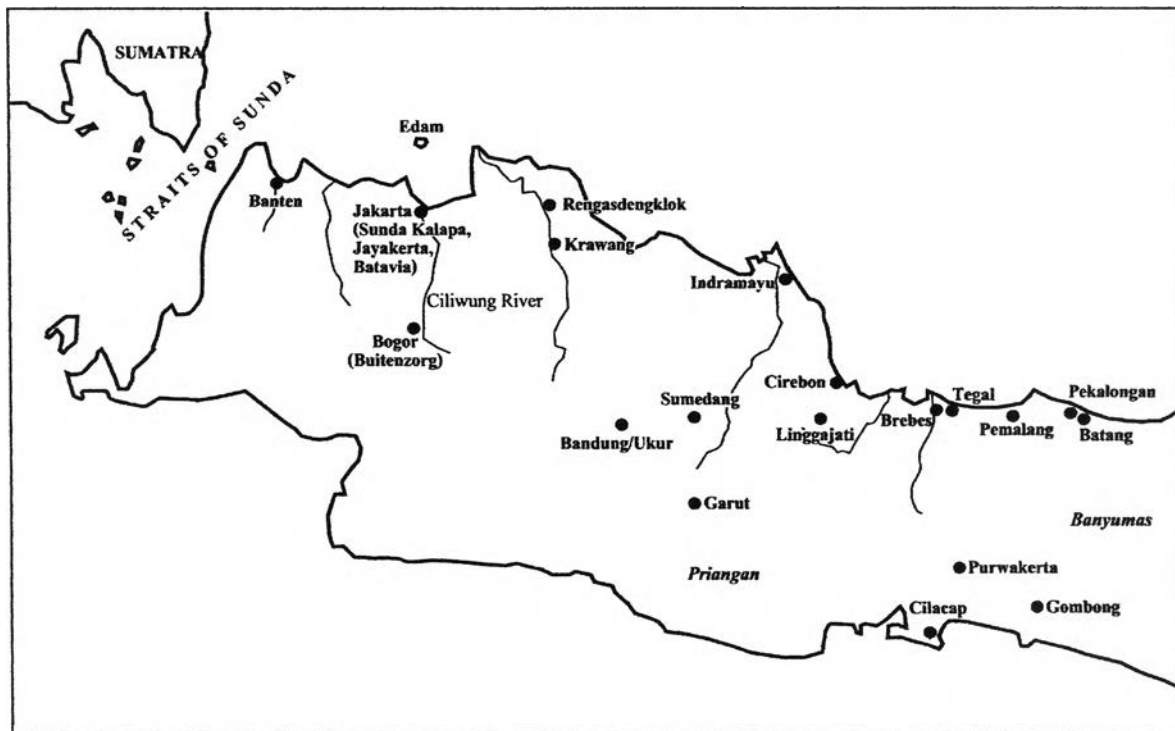 SUMATRA
STRAITS OF SUNDA
Edam
Banten
Jakarta
(Sunda Kalapa,
Jayakerta,
Batavia)
Rengasdengklok
Krawang
Indramayu
Ciliwung River
Bogor
(Buitenzorg)
Cirebon
Sumedang
Bandung/Ukur
Linggajati
Brebes
Tegal
Pemalang
Pekalongan
Batang
Garut
Banyumas
Priangan
Purwakerta
Cilacap
Gombong